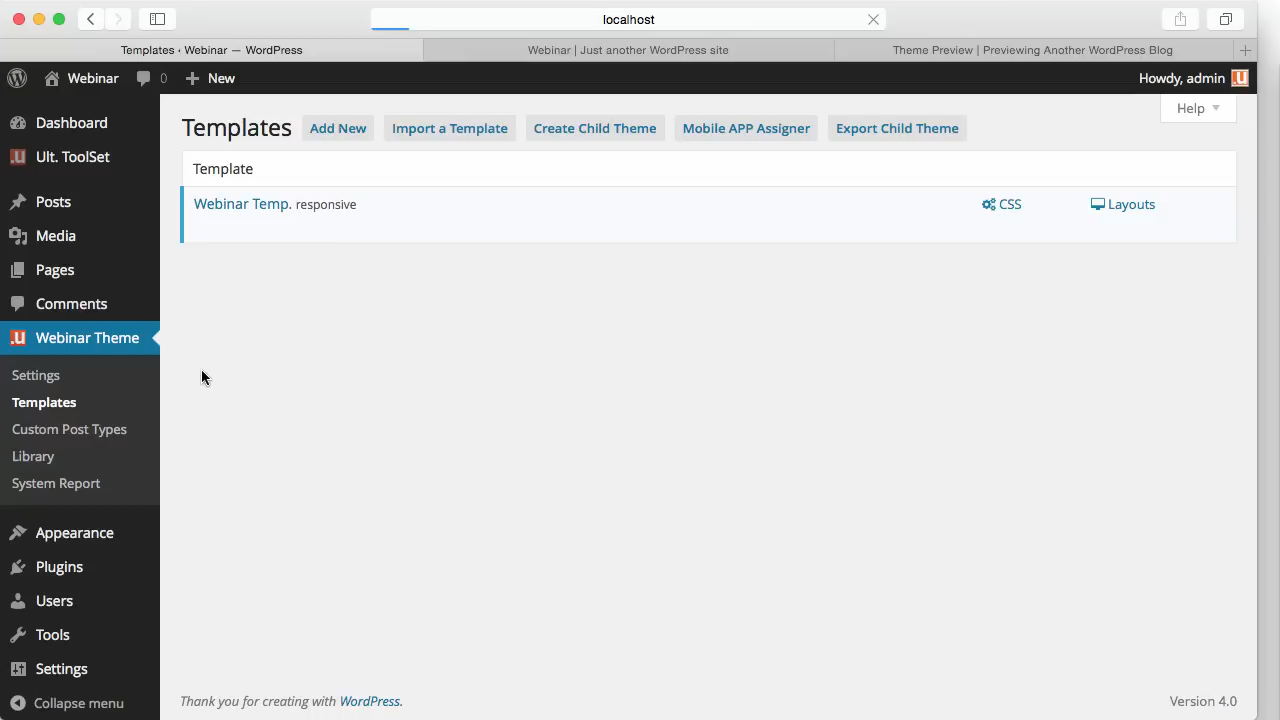 localhost
Templates ‹ Webinar — WordPress
Webinar | Just another WordPress site
Theme Preview | Previewing Another WordPress Blog
Webinar 0 New
Howdy, admin .u
Help
Dashboard
.u Ult. ToolSet
Posts
Media
Pages
Comments
.u Webinar Theme
Settings
Templates
Custom Post Types
Library
System Report
Appearance
Plugins
Users
Tools
Settings
Collapse menu
Templates
Add New
Import a Template
Create Child Theme
Mobile APP Assigner
Export Child Theme
Template
Webinar Temp. responsive
CSS
Layouts
Thank you for creating with WordPress.
Version 4.0